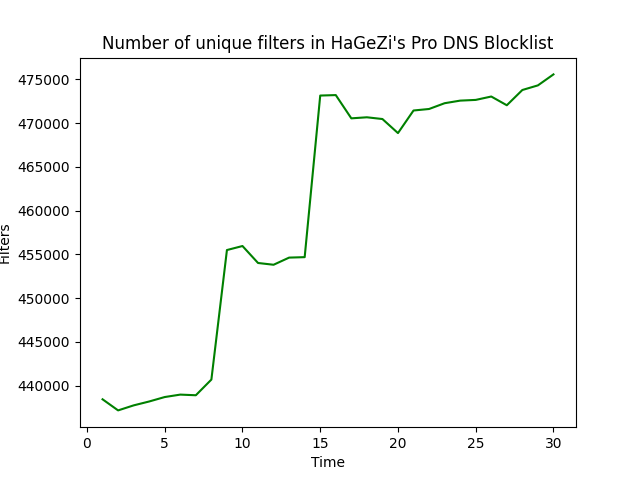 Number of unique filters in HaGeZi's Pro DNS Blocklist
475000
470000
465000
460000
455000
450000
445000
440000
Filters
0 5 10 15 20 25 30
Time